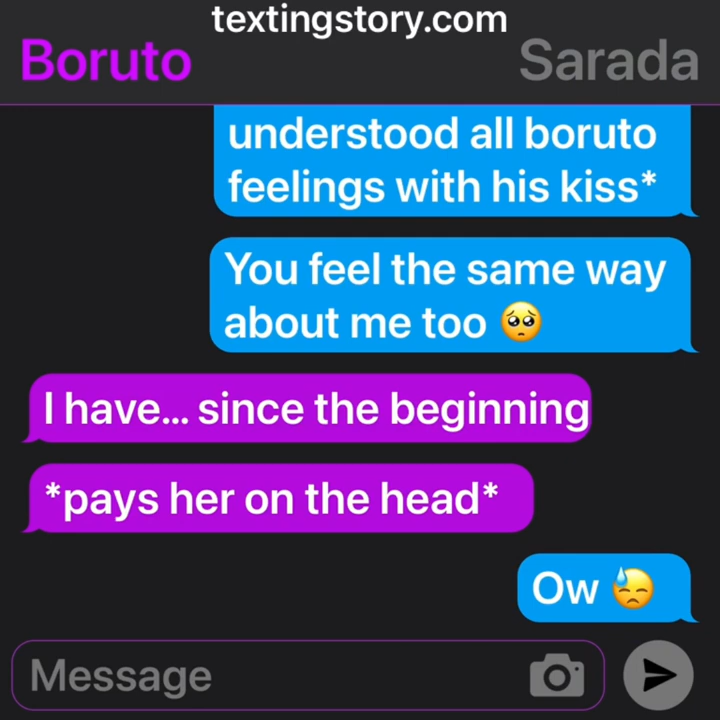 textingstory.com
Boruto
Sarada
understood all boruto
feelings with his kiss*
You feel the same way
about me too 🥺
I have... since the beginning
*pays her on the head*
Ow 😓
Message